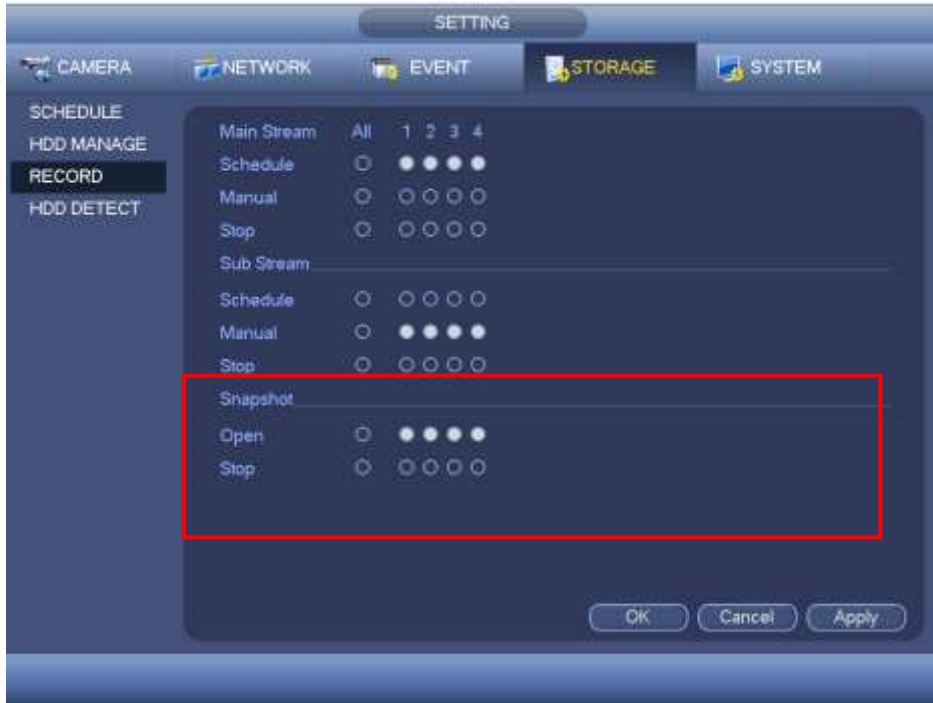 SETTING
CAMERA NETWORK EVENT STORAGE SYSTEM
SCHEDULE
HDD MANAGE
RECORD
HDD DETECT
Main Stream All 1 2 3 4
Schedule
Manual
Stop
Sub Stream
Schedule
Manual
Stop
Snapshot
Open
Stop
OK Cancel Apply